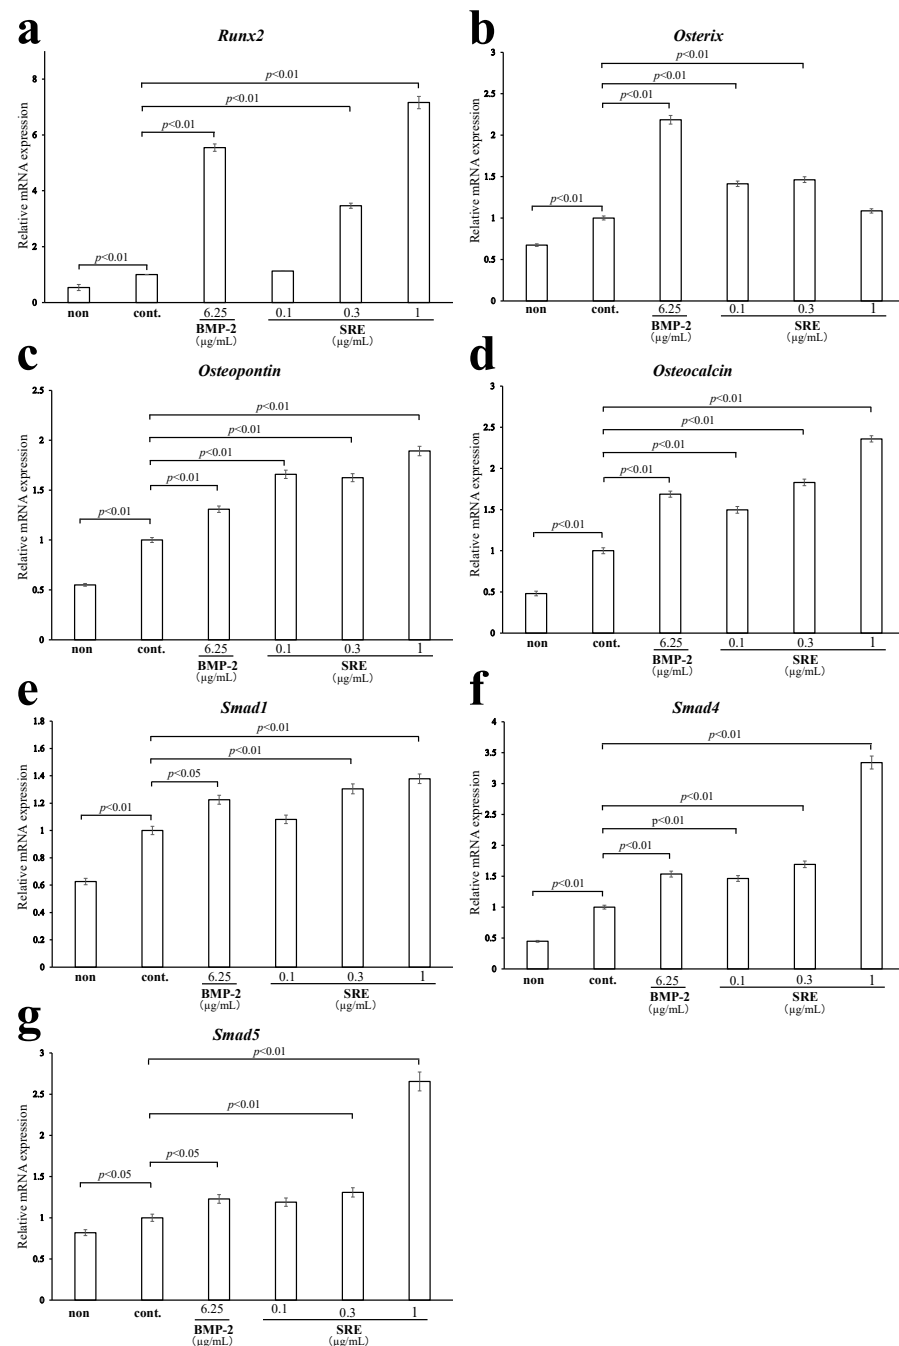 a
Runx2
Relative mRNA expression
8
6
4
2
0
p<0.01
p<0.01
p<0.01
p<0.01
non cont. 6.25 0.1 0.3 1
BMP-2 SRE
(µg/mL) (µg/mL)
b
Osterix
Relative mRNA expression
3
2.5
2
1.5
1
0.5
0
p<0.01
p<0.01
p<0.01
p<0.01
non cont. 6.25 0.1 0.3 1
BMP-2 SRE
(µg/mL) (µg/mL)
c
Osteopontin
Relative mRNA expression
2.5
2
1.5
1
0.5
0
p<0.01
p<0.01
p<0.01
p<0.01
p<0.01
non cont. 6.25 0.1 0.3 1
BMP-2 SRE
(µg/mL) (µg/mL)
d
Osteocalcin
Relative mRNA expression
3
2.5
2
1.5
1
0.5
0
p<0.01
p<0.01
p<0.01
p<0.01
p<0.01
non cont. 6.25 0.1 0.3 1
BMP-2 SRE
(µg/mL) (µg/mL)
e
Smad1
Relative mRNA expression
1.8
1.6
1.4
1.2
1
0.8
0.6
0.4
0.2
0
p<0.01
p<0.01
p<0.05
p<0.01
non cont. 6.25 0.1 0.3 1
BMP-2 SRE
(µg/mL) (µg/mL)
f
Smad4
Relative mRNA expression
4
3.5
3
2.5
2
1.5
1
0.5
0
p<0.01
p<0.01
p<0.01
p<0.01
p<0.01
non cont. 6.25 0.1 0.3 1
BMP-2 SRE
(µg/mL) (µg/mL)
g
Smad5
Relative mRNA expression
3
2.5
2
1.5
1
0.5
0
p<0.01
p<0.01
p<0.05
p<0.05
non cont. 6.25 0.1 0.3 1
BMP-2 SRE
(µg/mL) (µg/mL)